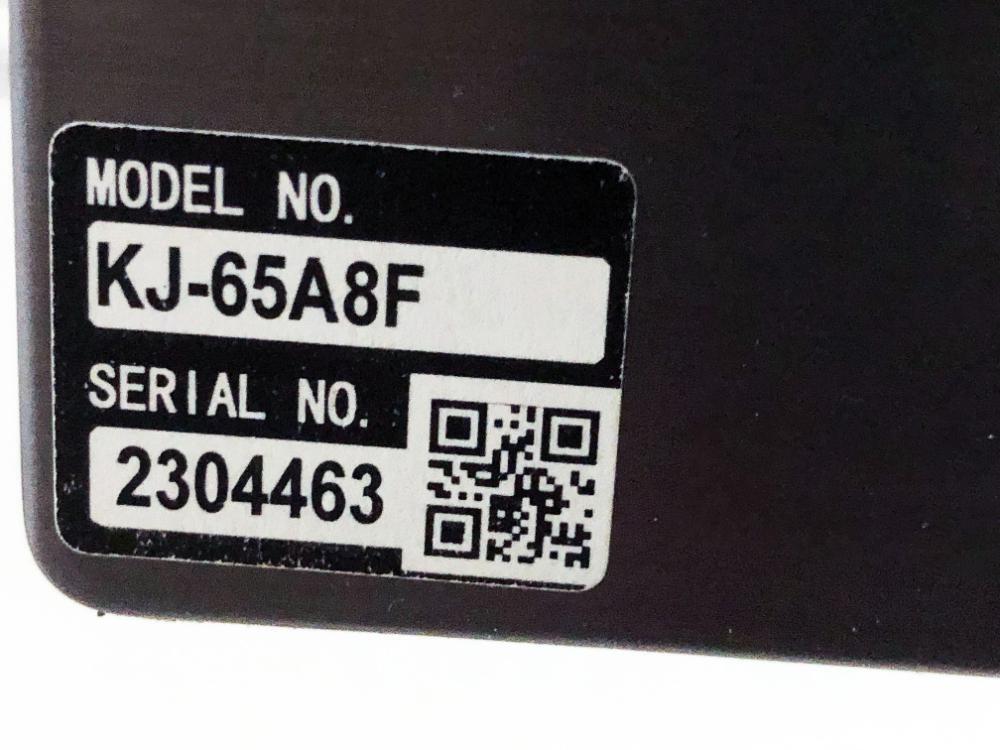 MODEL NO.
KJ-65A8F
SERIAL NO.
2304463